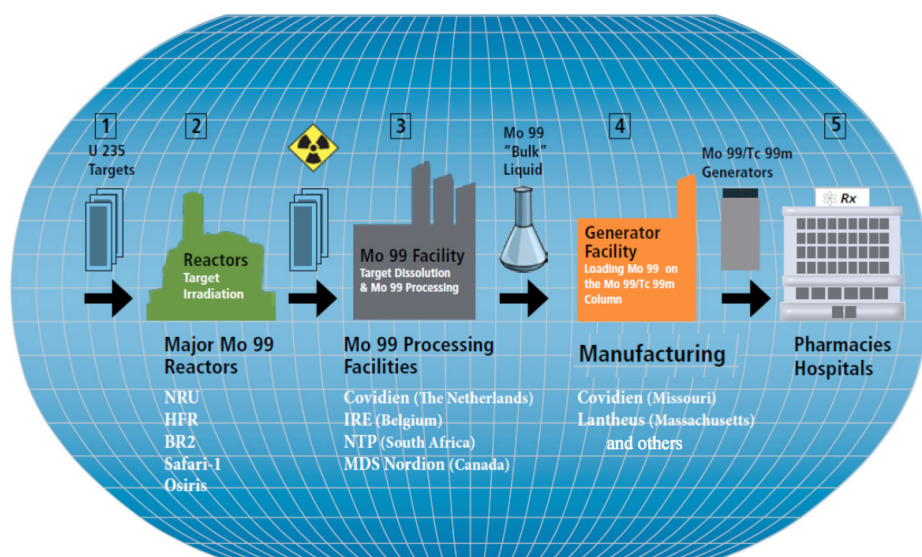 1
U 235
Targets
2
Reactors
Target
Irradiation
Major Mo 99
Reactors
NRU
HFR
BR2
Safari-1
Osiris
3
Mo 99 Facility
Target Dissolution
& Mo 99 Processing
Mo 99 Processing
Facilities
Covidien (The Netherlands)
IRE (Belgium)
NTP (South Africa)
MDS Nordion (Canada)
Mo 99
"Bulk"
Liquid
4
Generator
Facility
Loading Mo 99 on
the Mo 99/Tc 99m
Column
Manufacturing
Covidien (Missouri)
Lantheus (Massachusetts)
and others
Mo 99/Tc 99m
Generators
5
Rx
Pharmacies
Hospitals